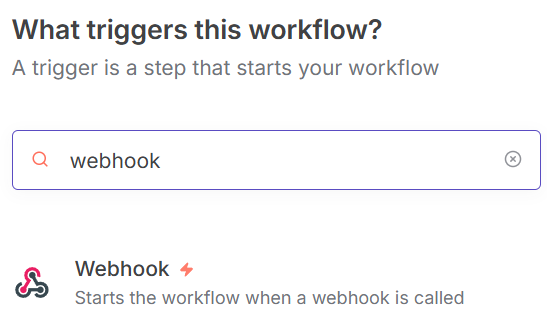 What triggers this workflow?
A trigger is a step that starts your workflow
webhook
Webhook
Starts the workflow when a webhook is called